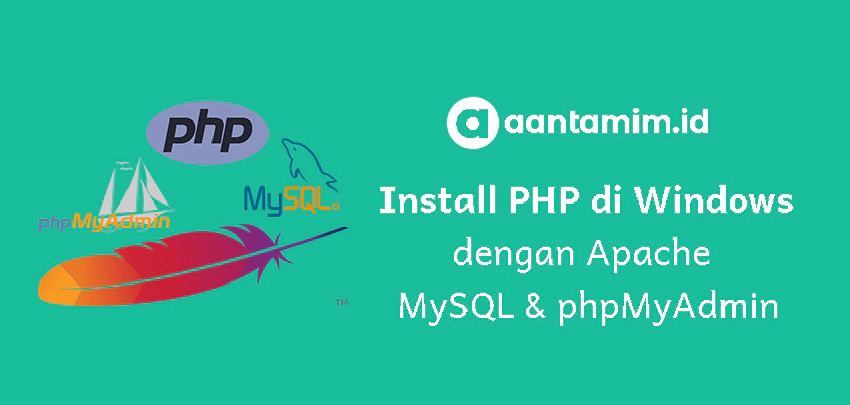 php
MySQL
phpMyAdmin
TM
aantamim.id
Install PHP di Windows
dengan Apache
MySQL & phpMyAdmin